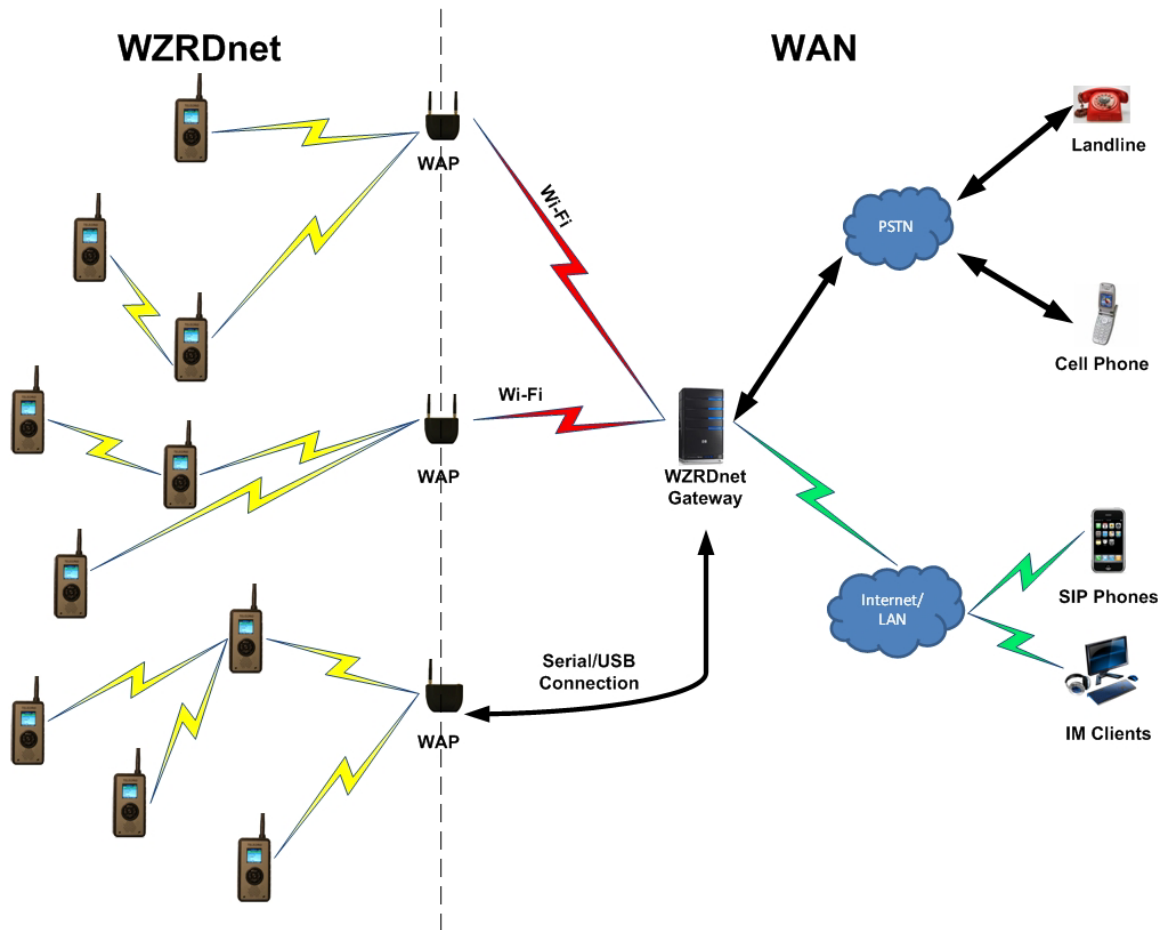 WZRDnet
WAN
WAP
Wi-Fi
Landline
PSTN
Cell Phone
Wi-Fi
WAP
WZRDnet
Gateway
Internet/
LAN
SIP Phones
Serial/USB
Connection
WAP
IM Clients